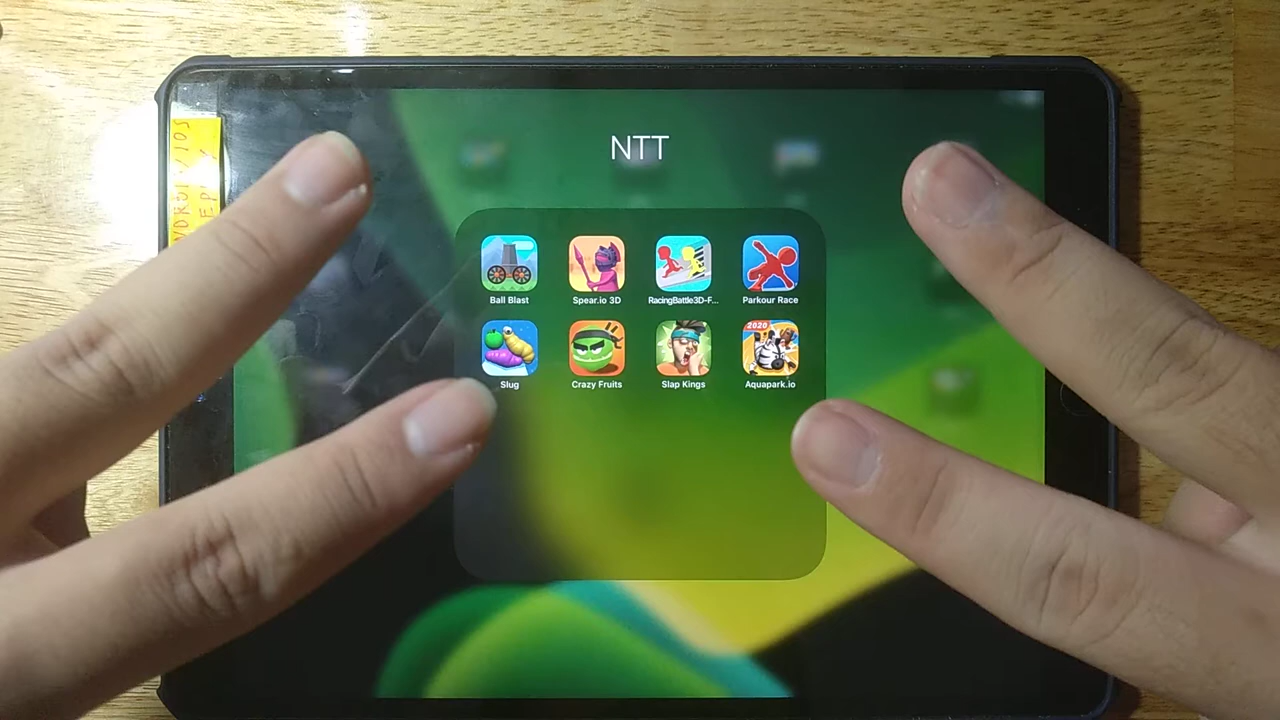 NTT
Ball Blast
Spear.io 3D
RacingBattle3D-F...
Parkour Race
2020
Slug
Crazy Fruits
Slap Kings
Aquapark.io